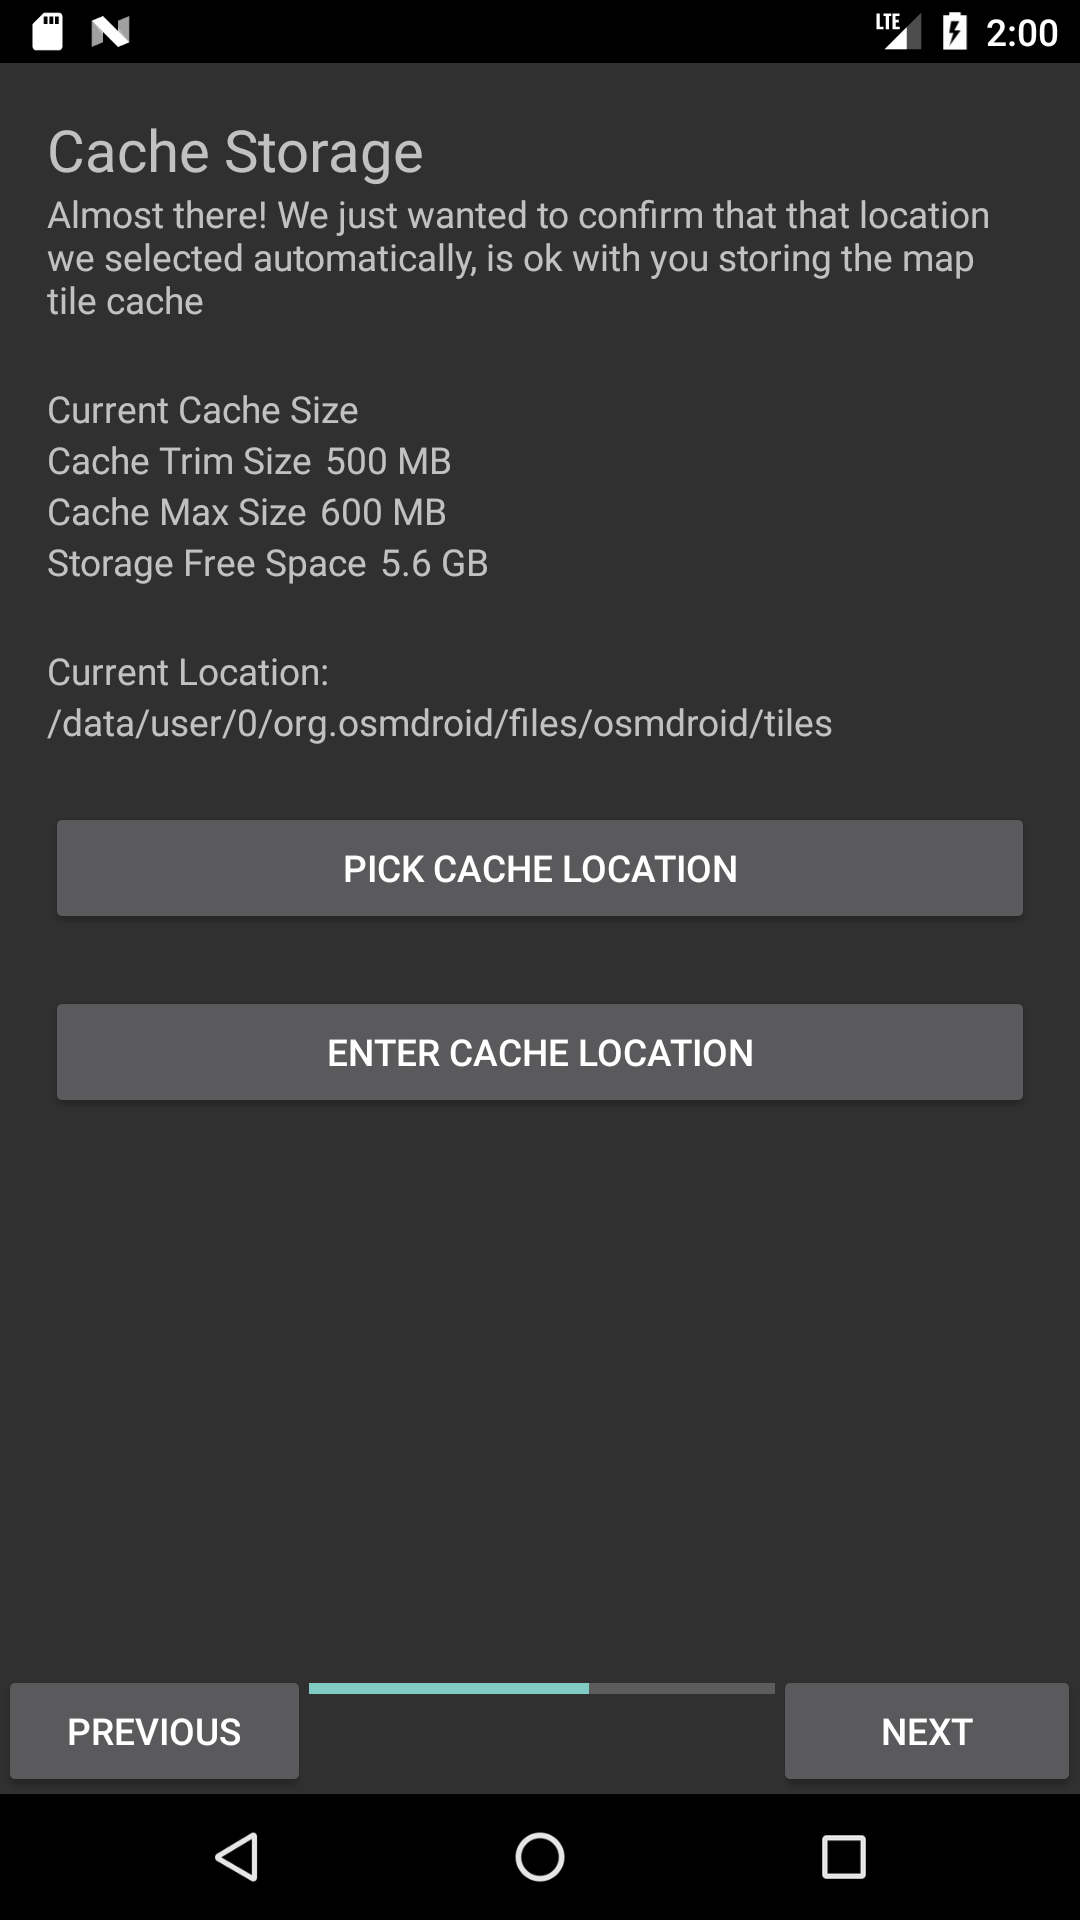 LTE 2:00
Cache Storage
Almost there! We just wanted to confirm that that location
we selected automatically, is ok with you storing the map
tile cache
Current Cache Size
Cache Trim Size 500 MB
Cache Max Size 600 MB
Storage Free Space 5.6 GB
Current Location:
/data/user/0/org.osmdroid/files/osmdroid/tiles
PICK CACHE LOCATION
ENTER CACHE LOCATION
PREVIOUS NEXT